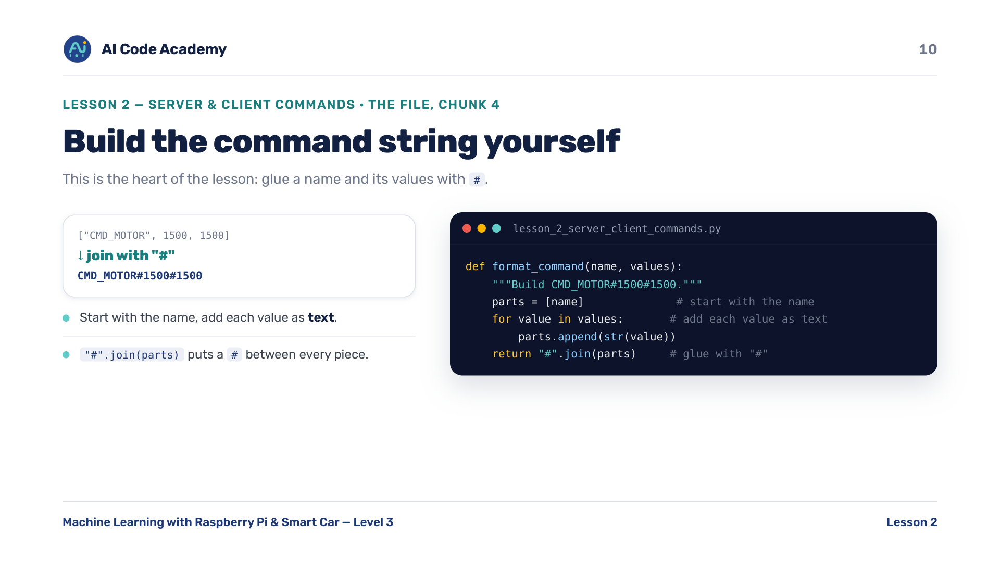 AI Code Academy
10
LESSON 2 — SERVER & CLIENT COMMANDS • THE FILE, CHUNK 4
Build the command string yourself
This is the heart of the lesson: glue a name and its values with #.
["CMD_MOTOR", 1500, 1500]
↓ join with "#"
CMD_MOTOR#1500#1500
Start with the name, add each value as text.
"#".join(parts) puts a # between every piece.
lesson_2_server_client_commands.py
def format_command(name, values):
    """Build CMD_MOTOR#1500#1500."""
    parts = [name]              # start with the name
    for value in values:       # add each value as text
        parts.append(str(value))
    return "#".join(parts)     # glue with "#"
Machine Learning with Raspberry Pi & Smart Car — Level 3
Lesson 2